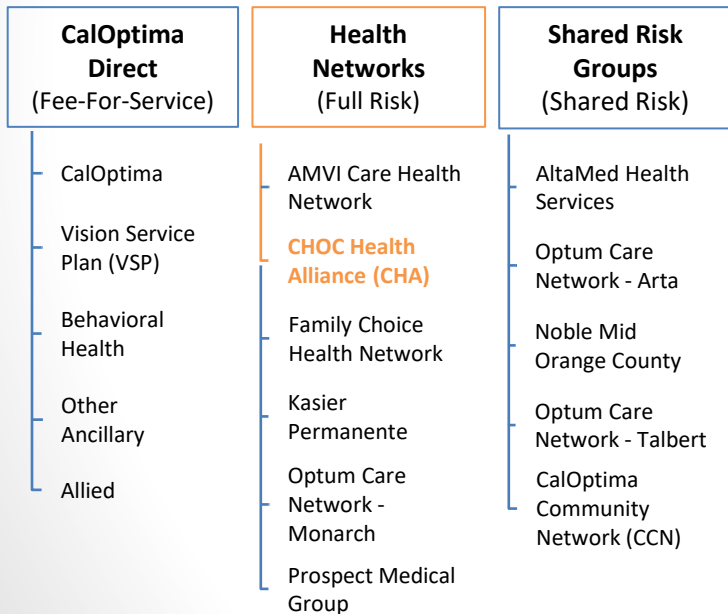 CalOptima
Direct
(Fee-For-Service)
CalOptima
Vision Service
Plan (VSP)
Behavioral
Health
Other
Ancillary
Allied
Health
Networks
(Full Risk)
AMVI Care Health
Network
CHOC Health
Alliance (CHA)
Family Choice
Health Network
Kasier
Permanente
Optum Care
Network -
Monarch
Prospect Medical
Group
Shared Risk
Groups
(Shared Risk)
AltaMed Health
Services
Optum Care
Network - Arta
Noble Mid
Orange County
Optum Care
Network - Talbert
CalOptima
Community
Network (CCN)